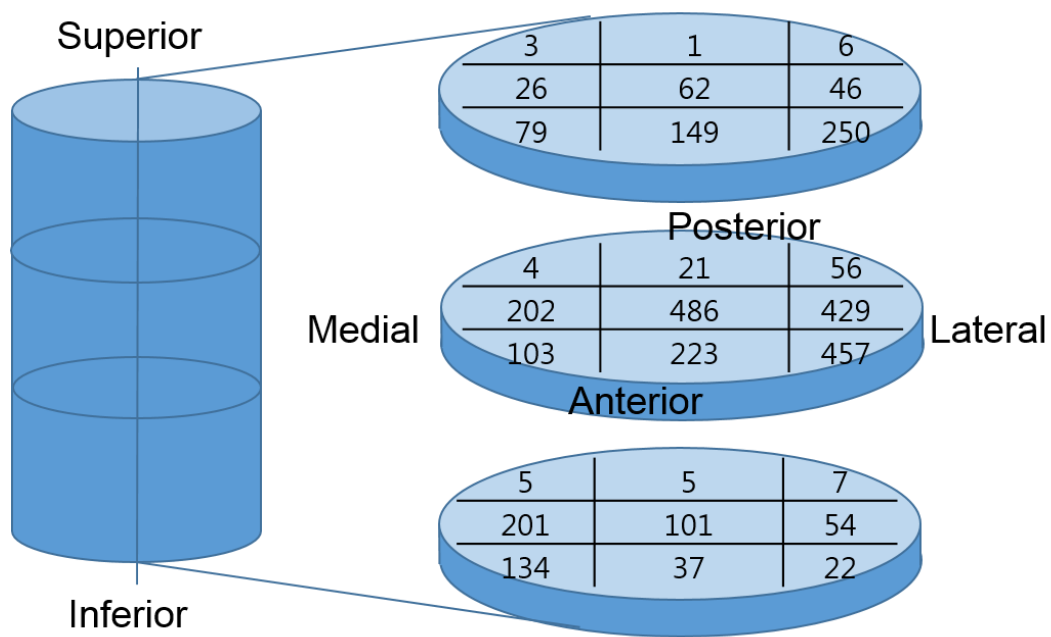 Superior
3 1 6
26 62 46
79 149 250
Posterior
4 21 56
202 486 429
Medial
Lateral
103 223 457
Anterior
5 5 7
201 101 54
134 37 22
Inferior